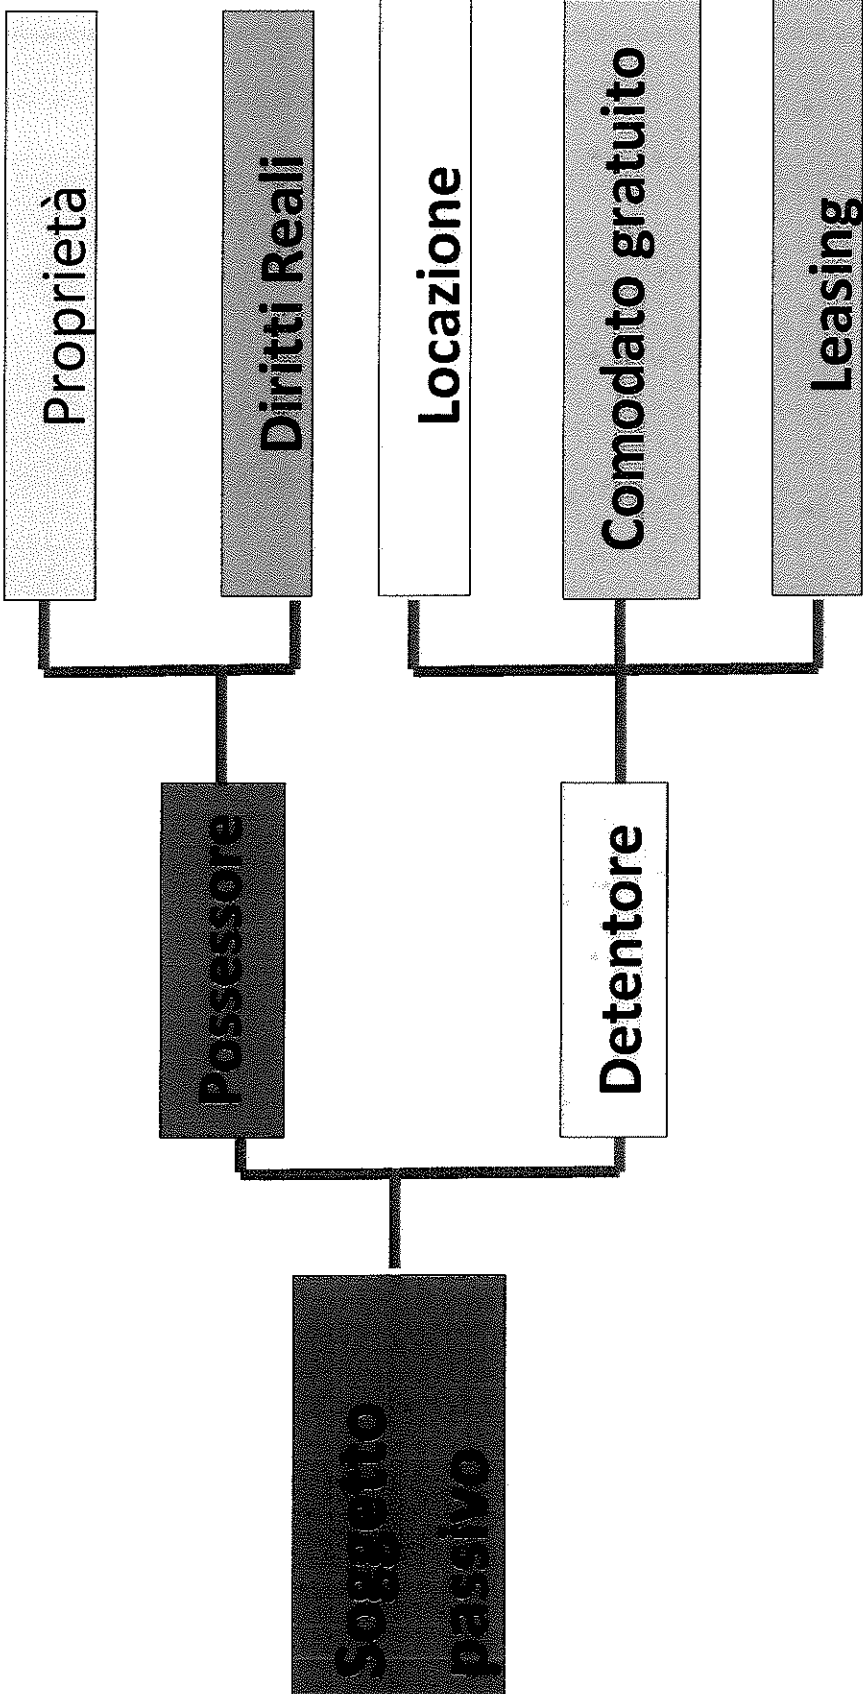 Soggetto
passivo
Possessore
Detentore
Proprietà
Diritti Reali
Locazione
Comodato gratuito
Leasing